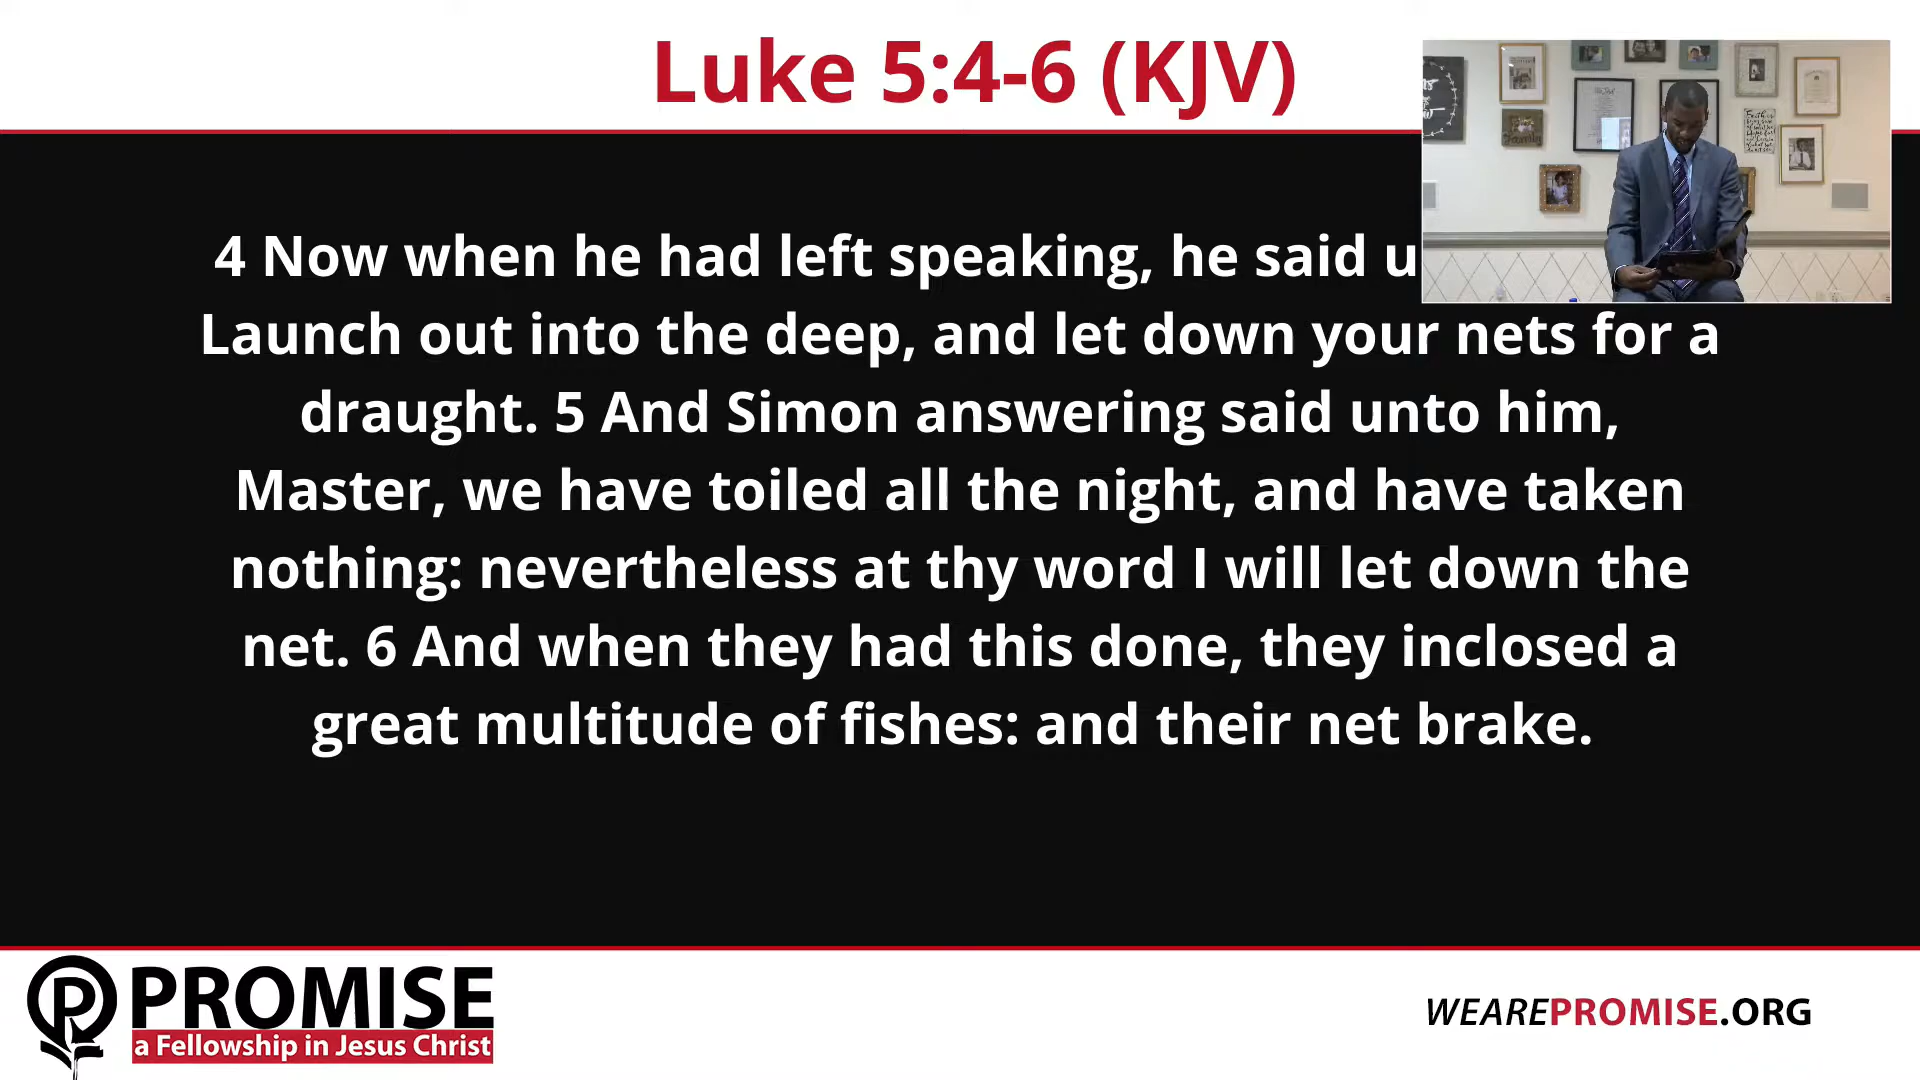 Luke 5:4-6 (KJV)
4 Now when he had left speaking, he said
Launch out into the deep, and let down your nets for a
draught. 5 And Simon answering said unto him,
Master, we have toiled all the night, and have taken
nothing: nevertheless at thy word I will let down the
net. 6 And when they had this done, they inclosed a
great multitude of fishes: and their net brake.
family
PROMISE
a Fellowship in Jesus Christ
WEAREPROMISE.ORG